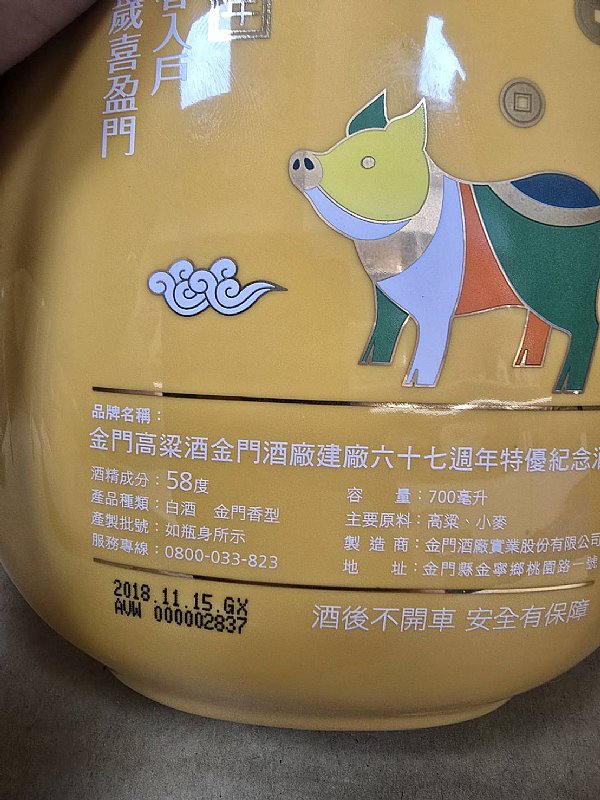 入戶
歲喜盈門
品牌名稱：
金門高粱酒金門酒廠建廠六十七週年特優紀念酒
酒精成分：58度
產品種類：白酒 金門香型
產製批號：如瓶身所示
服務專線：0800-033-823
容 量：700毫升
主要原料：高粱、小麥
製造商：金門酒廠實業股份有限公司
地 址：金門縣金寧鄉桃園路一號
2018.11.15.GX
AVW 000002837
酒後不開車 安全有保障